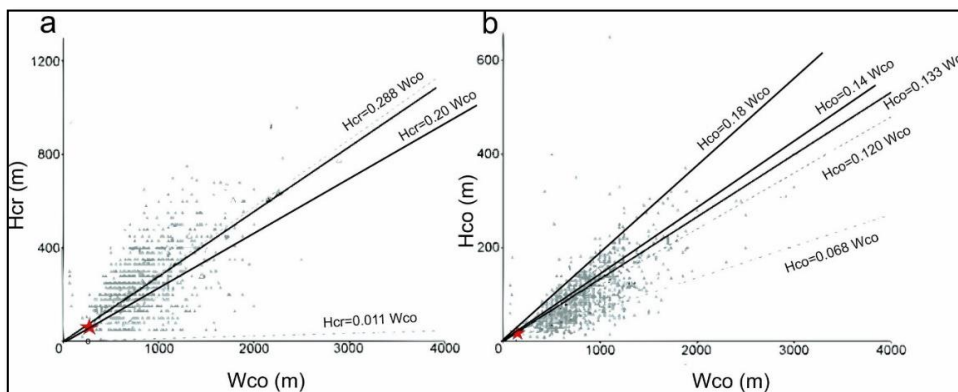 a
1200
800
400
0
Hcr (m)
Hcr=0.288 Wco
Hcr=0.20 Wco
Hcr=0.011 Wco
0
1000
2000
3000
4000
Wco (m)
b
600
400
200
0
Hco (m)
Hco=0.18 Wco
Hco=0.14 Wco
Hco=0.133 Wco
Hco=0.120 Wco
Hco=0.068 Wco
1000
2000
3000
4000
Wco (m)